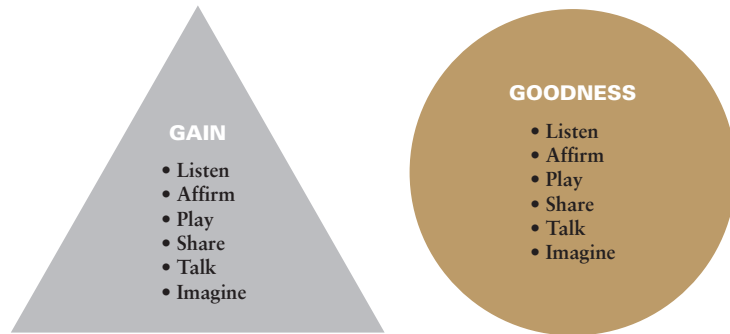 GAIN
• Listen
• Affirm
• Play
• Share
• Talk
• Imagine
GOODNESS
• Listen
• Affirm
• Play
• Share
• Talk
• Imagine